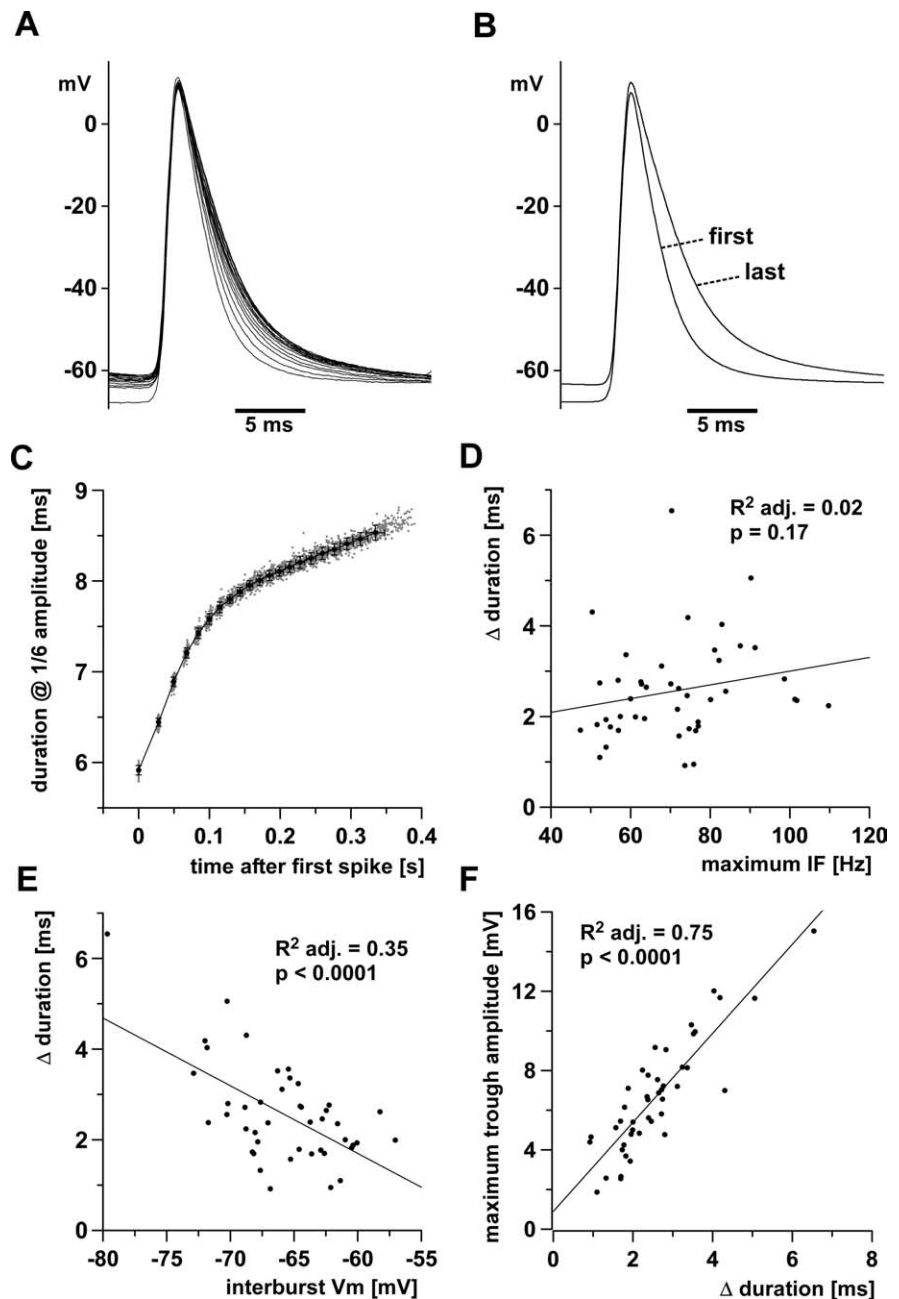 A
mV
0
-20
-40
-60
5 ms
B
mV
0
-20
-40
-60
first
last
5 ms
C
duration @ 1/6 amplitude [ms]
9
8
7
6
0
0.1
0.2
0.3
0.4
time after first spike [s]
D
Δ duration [ms]
6
4
2
0
R² adj. = 0.02
p = 0.17
40
60
80
100
120
maximum IF [Hz]
E
Δ duration [ms]
6
4
2
0
R² adj. = 0.35
p < 0.0001
-80
-75
-70
-65
-60
-55
interburst Vm [mV]
F
maximum trough amplitude [mV]
16
12
8
4
0
R² adj. = 0.75
p < 0.0001
0
2
4
6
8
Δ duration [ms]